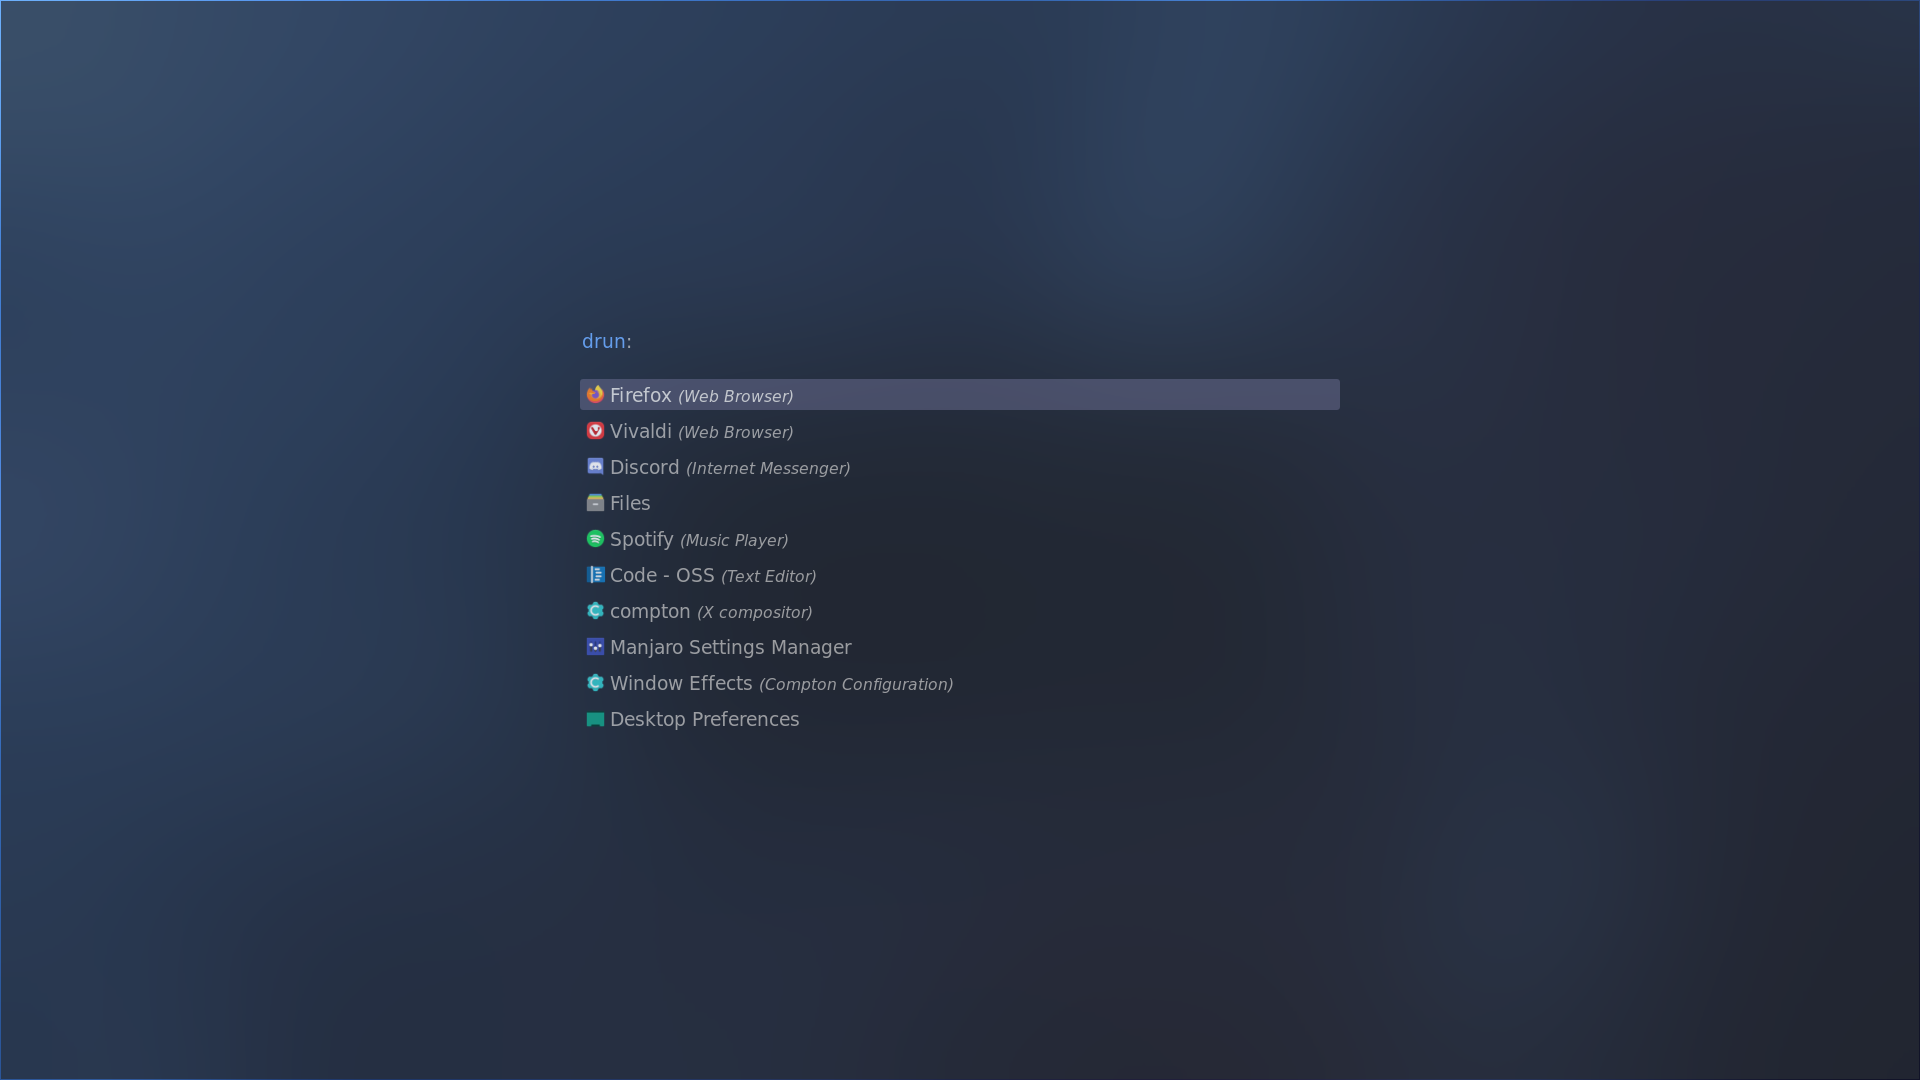 drun:
Firefox (Web Browser)
Vivaldi (Web Browser)
Discord (Internet Messenger)
Files
Spotify (Music Player)
Code - OSS (Text Editor)
compton (X compositor)
Manjaro Settings Manager
Window Effects (Compton Configuration)
Desktop Preferences